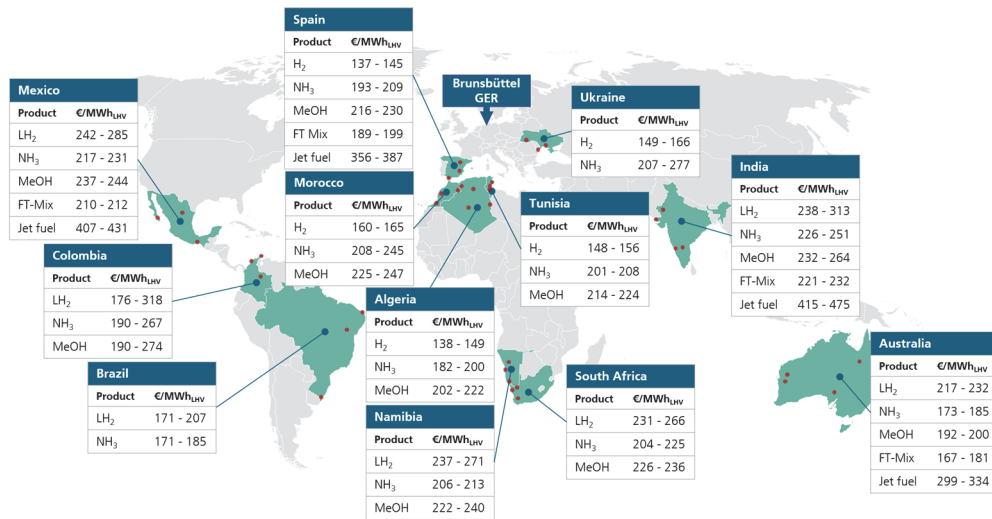 Spain
Product €/MWhLHV
H2 137 - 145
NH3 193 - 209
MeOH 216 - 230
FT Mix 189 - 199
Jet fuel 356 - 387
Brunsbüttel
GER
Mexico
Product €/MWhLHV
LH2 242 - 285
NH3 217 - 231
MeOH 237 - 244
FT-Mix 210 - 212
Jet fuel 407 - 431
Ukraine
Product €/MWhLHV
H2 149 - 166
NH3 207 - 277
India
Product €/MWhLHV
LH2 238 - 313
NH3 226 - 251
MeOH 232 - 264
FT-Mix 221 - 232
Jet fuel 415 - 475
Morocco
Product €/MWhLHV
H2 160 - 165
NH3 208 - 245
MeOH 225 - 247
Tunisia
Product €/MWhLHV
H2 148 - 156
NH3 201 - 208
MeOH 214 - 224
Colombia
Product €/MWhLHV
LH2 176 - 318
NH3 190 - 267
MeOH 190 - 274
Algeria
Product €/MWhLHV
H2 138 - 149
NH3 182 - 200
MeOH 202 - 222
Australia
Product €/MWhLHV
LH2 217 - 232
NH3 173 - 185
MeOH 192 - 200
FT-Mix 167 - 181
Jet fuel 299 - 334
Brazil
Product €/MWhLHV
LH2 171 - 207
NH3 171 - 185
South Africa
Product €/MWhLHV
LH2 231 - 266
NH3 204 - 225
MeOH 226 - 236
Namibia
Product €/MWhLHV
LH2 237 - 271
NH3 206 - 213
MeOH 222 - 240